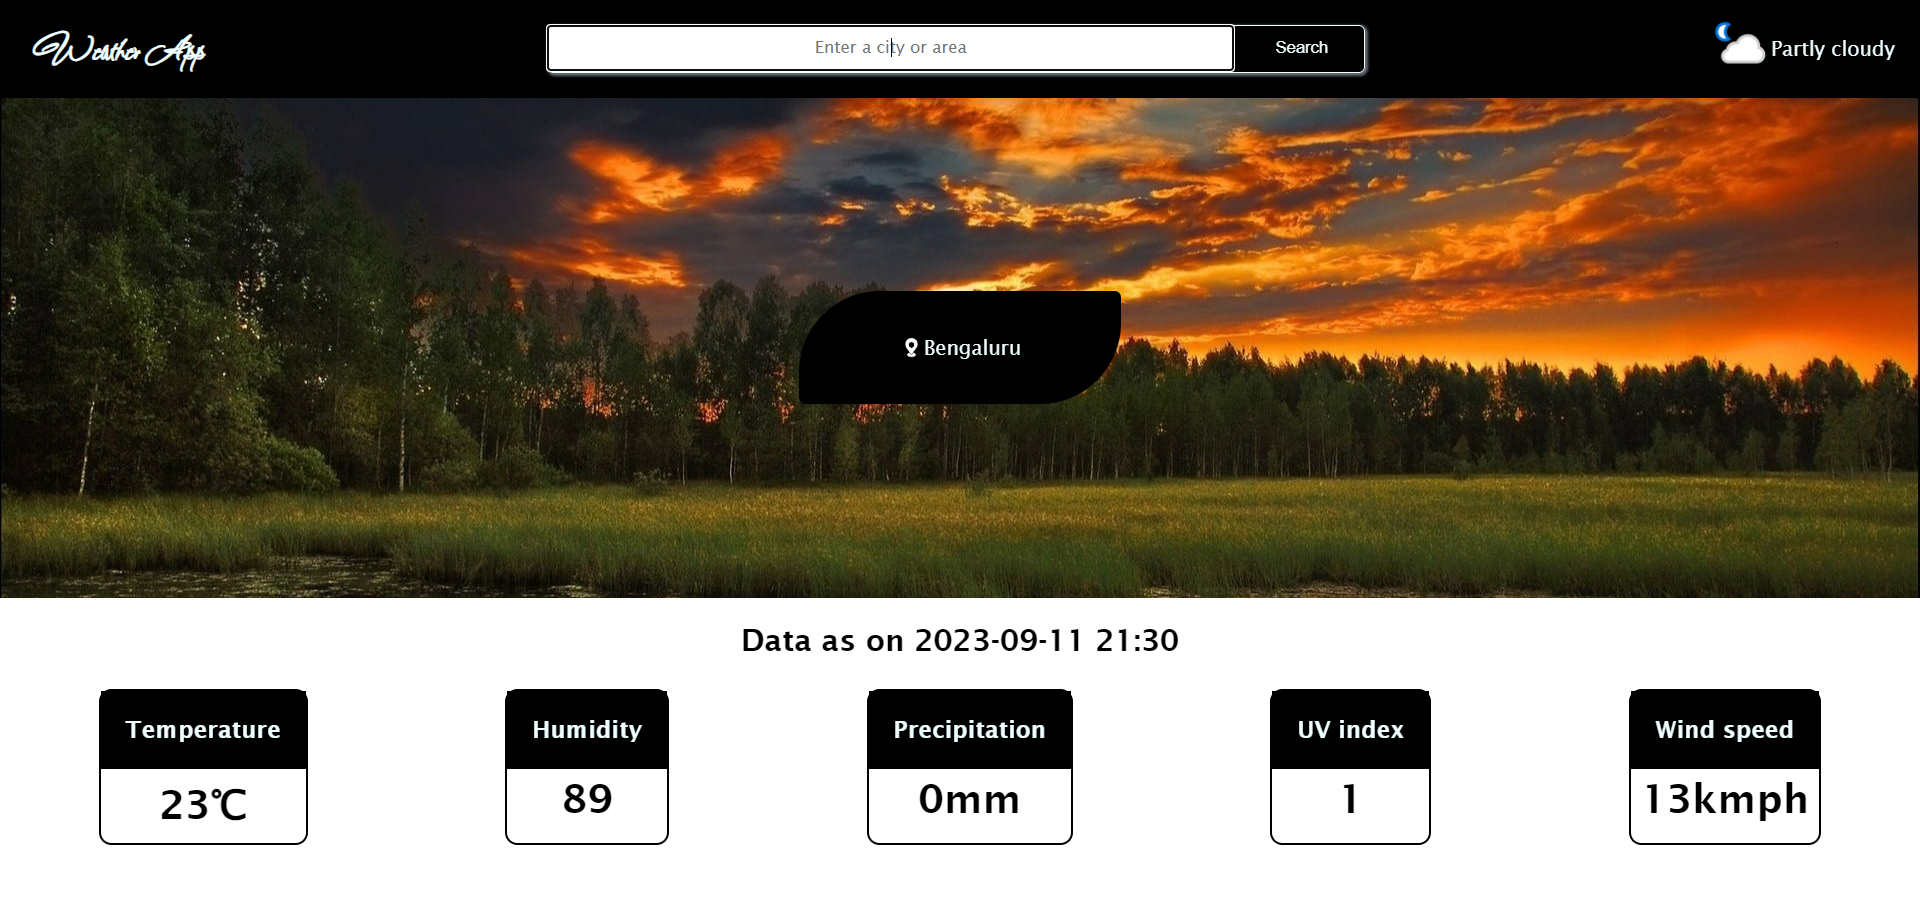 Weather App
Enter a city or area
Search
Partly cloudy
Bengaluru
Data as on 2023-09-11 21:30
Temperature
23℃
Humidity
89
Precipitation
0mm
UV index
1
Wind speed
13kmph